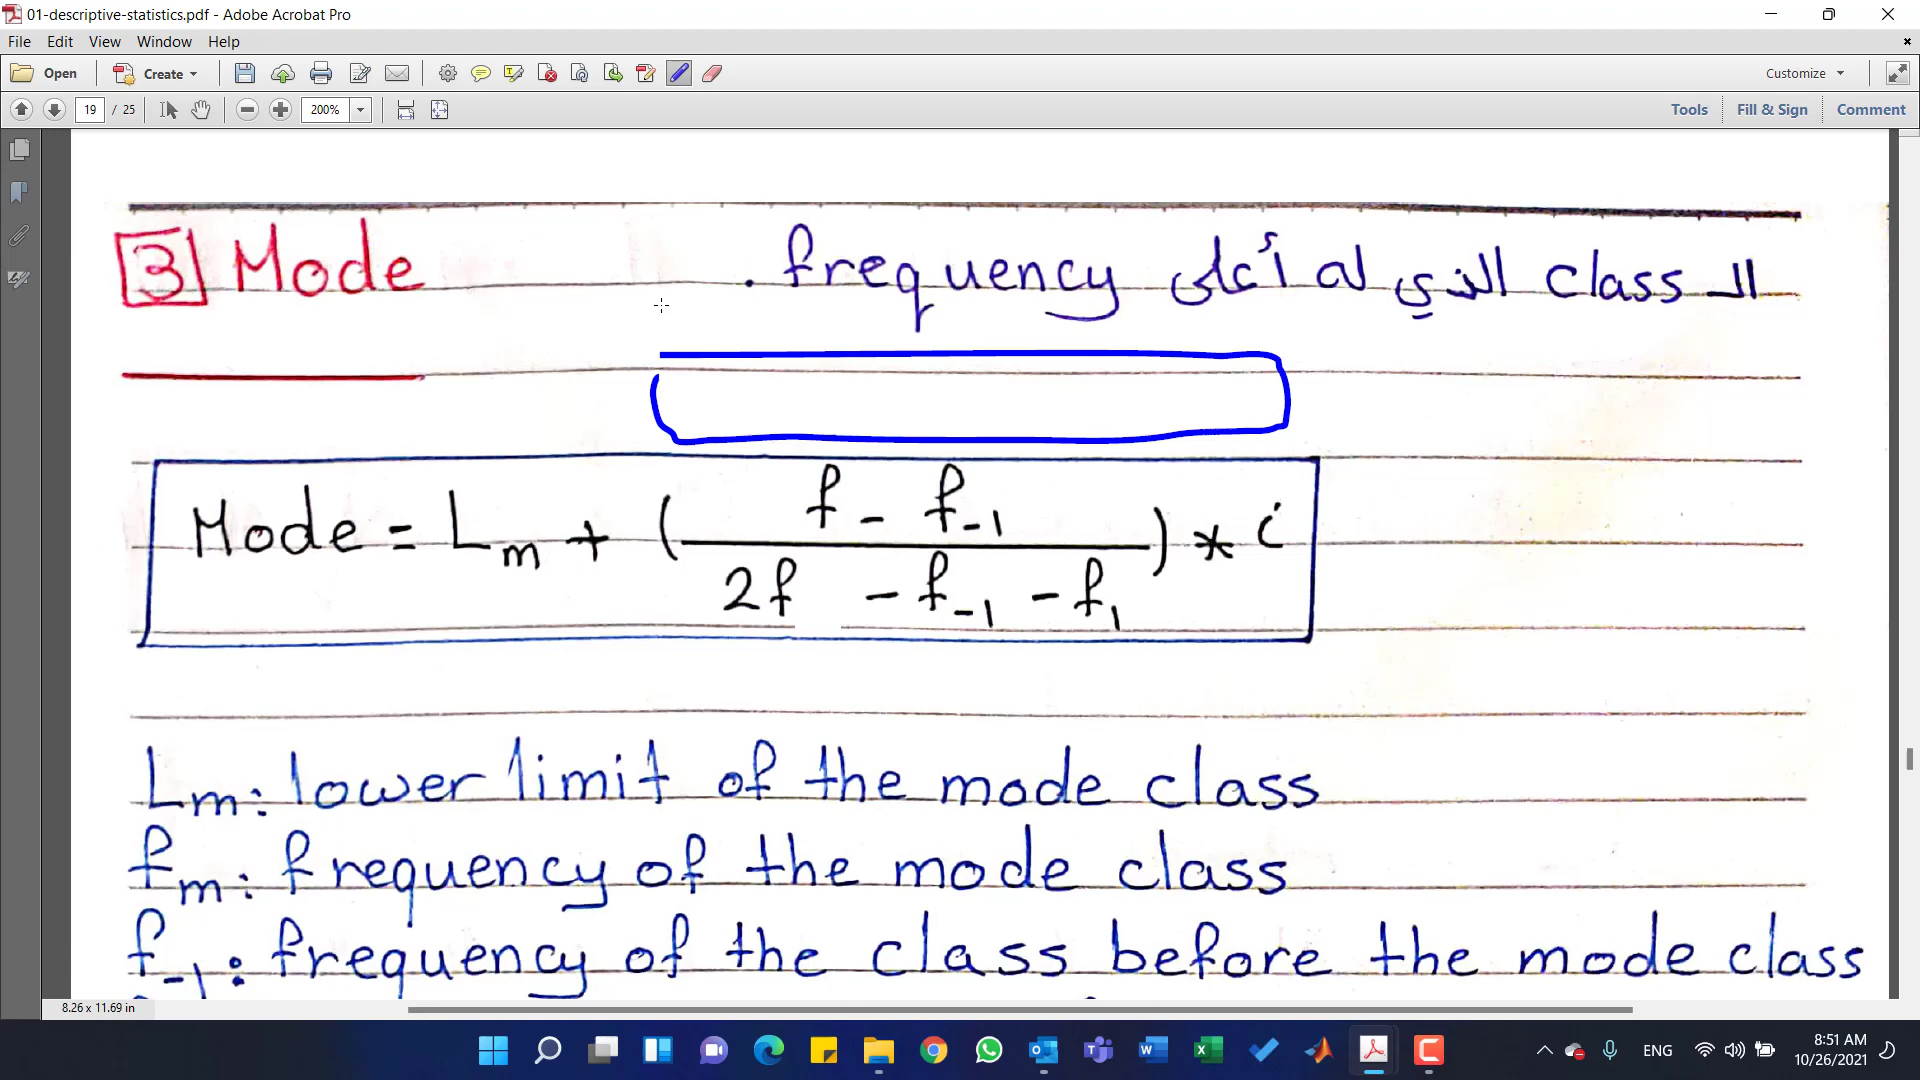 01-descriptive-statistics.pdf - Adobe Acrobat Pro
File Edit View Window Help
Open Create Customize
19 / 25 200% Tools Fill & Sign Comment
3 Mode
الـ class الذي له أعلى frequency .
Mode = Lm + ( f - f-1 / 2f - f-1 - f1 ) * i
Lm: lower limit of the mode class
fm: frequency of the mode class
f-1: frequency of the class before the mode class
8.26 x 11.69 in
ENG
8:51 AM
10/26/2021